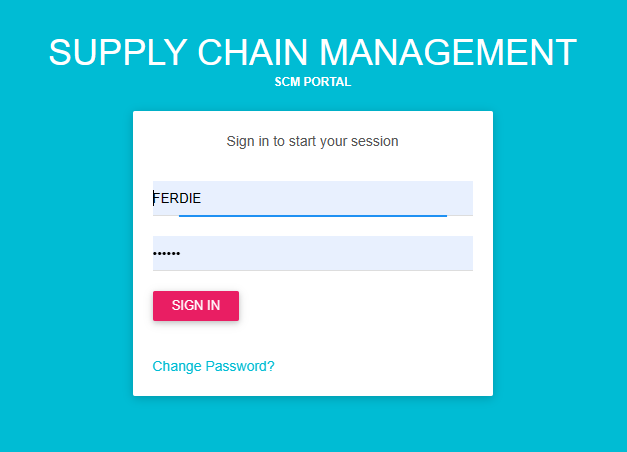 SUPPLY CHAIN MANAGEMENT
SCM PORTAL
Sign in to start your session
FERDIE
••••••
SIGN IN
Change Password?